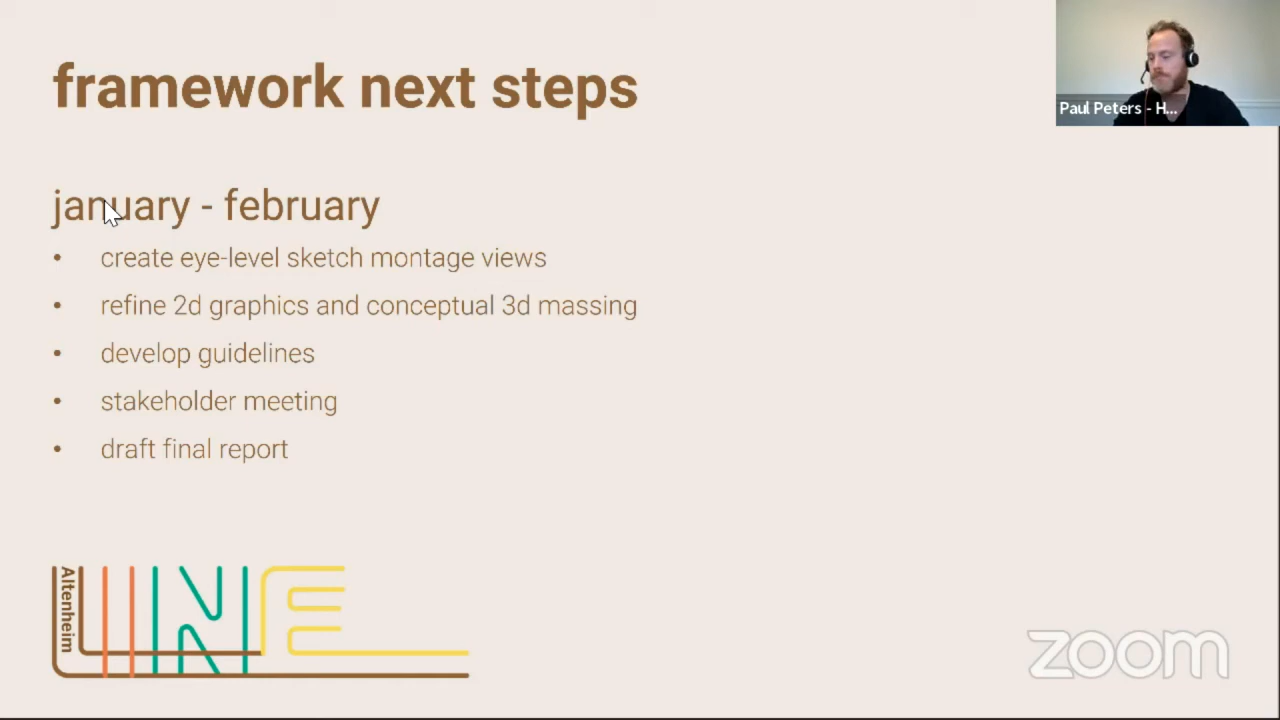 framework next steps
Paul Peters - H...
january - february
• create eye-level sketch montage views
• refine 2d graphics and conceptual 3d massing
• develop guidelines
• stakeholder meeting
• draft final report
Altenheim
LINE
zoom